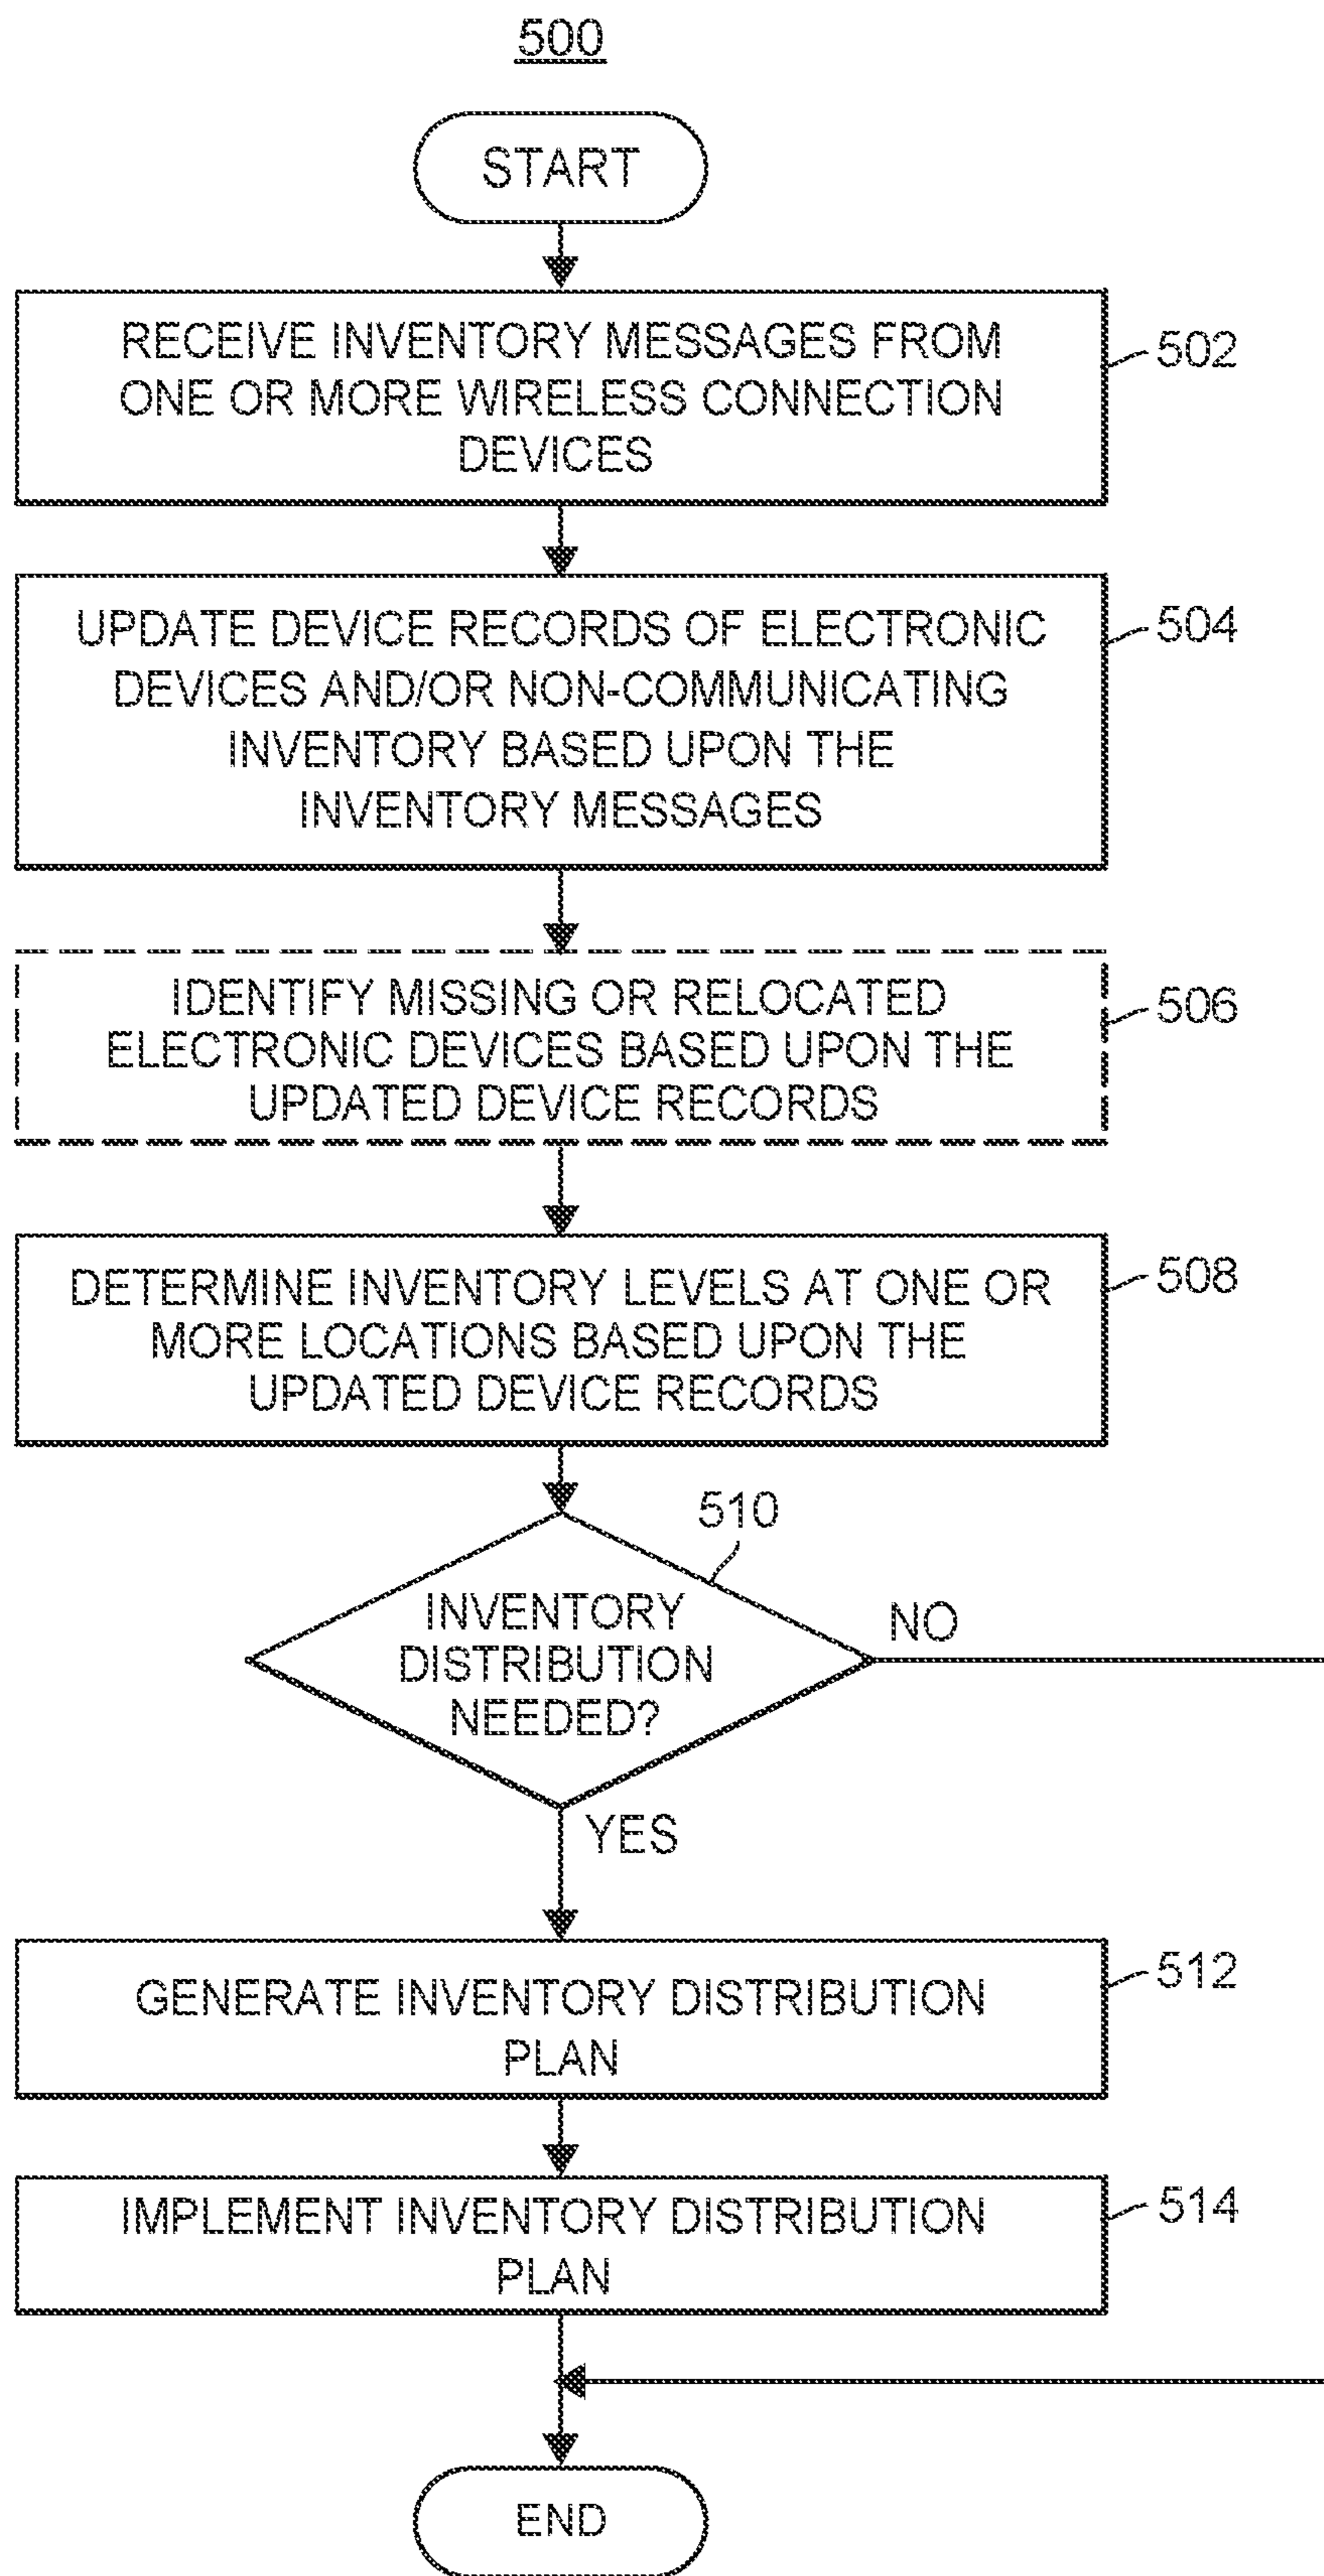 500
START
RECEIVE INVENTORY MESSAGES FROM
ONE OR MORE WIRELESS CONNECTION
DEVICES
502
UPDATE DEVICE RECORDS OF ELECTRONIC
DEVICES AND/OR NON-COMMUNICATING
INVENTORY BASED UPON THE
INVENTORY MESSAGES
504
IDENTIFY MISSING OR RELOCATED
ELECTRONIC DEVICES BASED UPON THE
UPDATED DEVICE RECORDS
506
DETERMINE INVENTORY LEVELS AT ONE OR
MORE LOCATIONS BASED UPON THE
UPDATED DEVICE RECORDS
508
510
INVENTORY
DISTRIBUTION
NEEDED?
NO
YES
GENERATE INVENTORY DISTRIBUTION
PLAN
512
IMPLEMENT INVENTORY DISTRIBUTION
PLAN
514
END